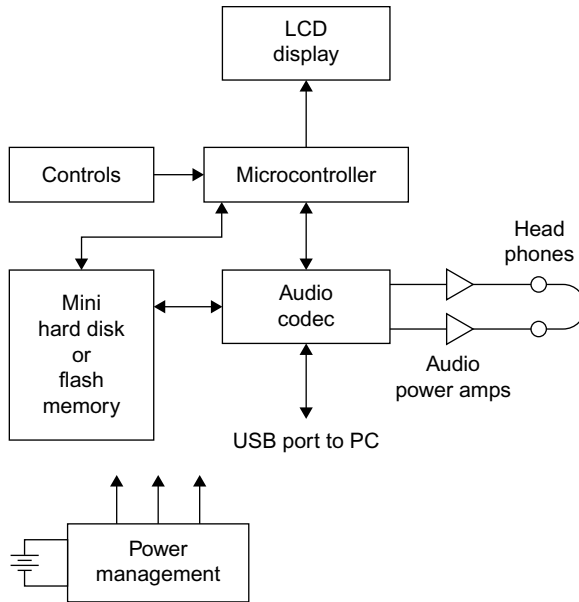 LCD
display
Controls
Microcontroller
Head
phones
Mini
hard disk
or
flash
memory
Audio
codec
Audio
power amps
USB port to PC
Power
management